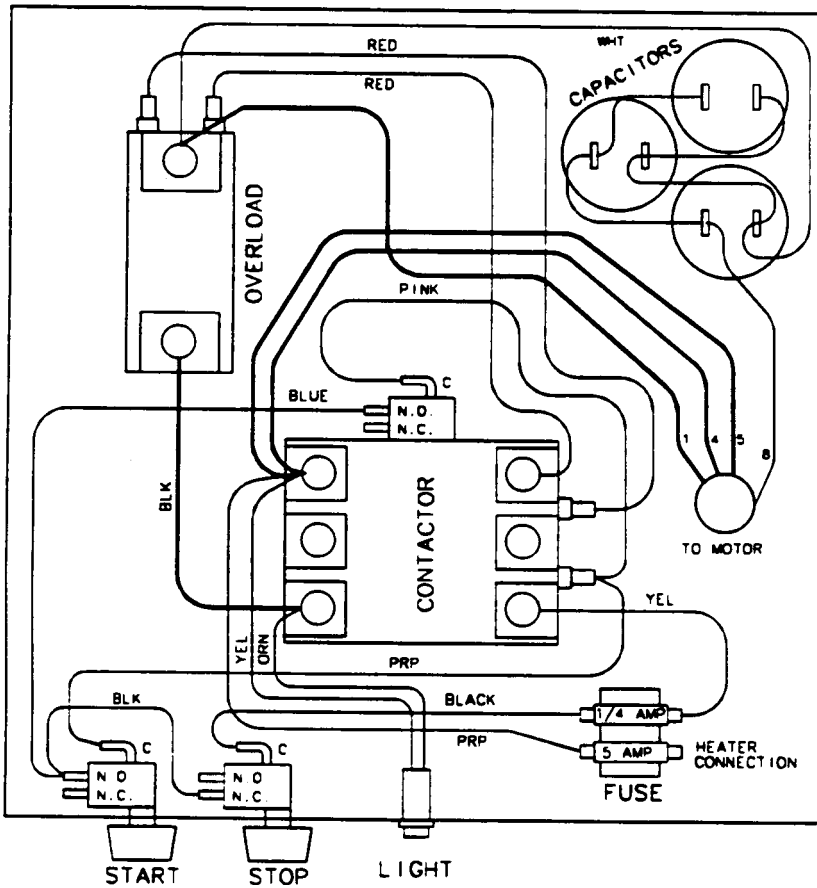 RED
WHT
RED
CAPACITORS
OVERLOAD
PINK
C
BLUE
N.O.
N.C.
1 4 5 8
BLK
CONTACTOR
TO MOTOR
YEL
YEL
ORN
PRP
BLK
BLACK
1/4 AMP
PRP
5 AMP
HEATER
CONNECTION
C
C
N O
N.C.
N.O
N.C.
FUSE
START
STOP
LIGHT